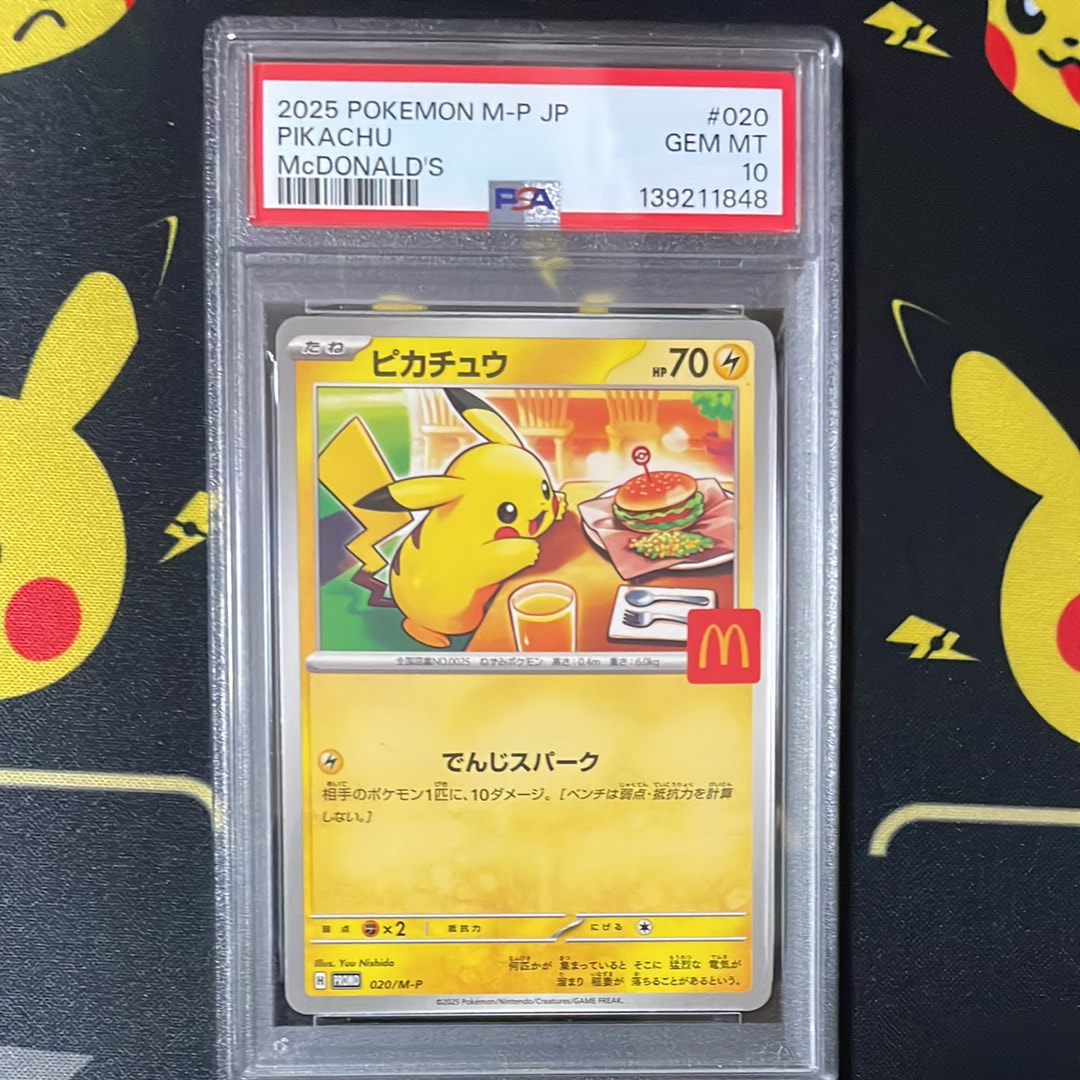 2025 POKEMON M-P JP #020
PIKACHU GEM MT
McDONALD'S 10
PSA 139211848
たね ピカチュウ HP 70
全国図鑑NO.0025 ねずみポケモン 高さ:0.4m 重さ:6.0kg
でんじスパーク
相手のポケモン1匹に、10ダメージ。[ベンチは弱点・抵抗力を計算
しない。]
弱点 ×2 抵抗力 にげる
Illus. Yuu Nishida
何匹かが 集まっていると そこに 猛烈な 電気が
溜まり 稲妻が 落ちることがあるという。
H PROMO 020/M-P
©2025 Pokémon/Nintendo/Creatures/GAME FREAK.